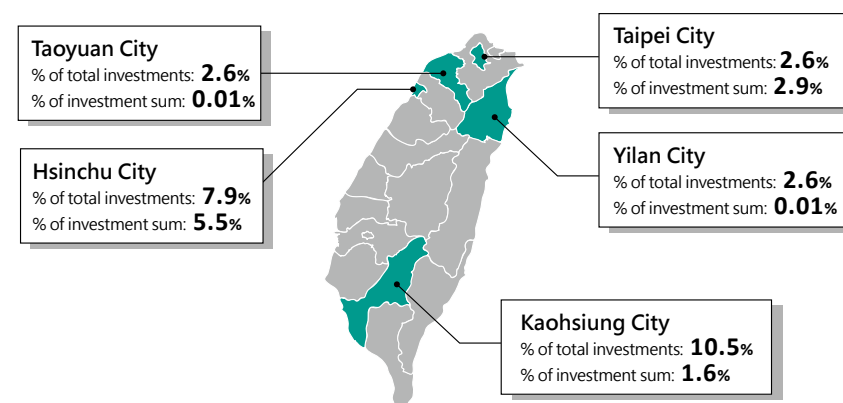 Taoyuan City
% of total investments: 2.6%
% of investment sum: 0.01%
Taipei City
% of total investments: 2.6%
% of investment sum: 2.9%
Hsinchu City
% of total investments: 7.9%
% of investment sum: 5.5%
Yilan City
% of total investments: 2.6%
% of investment sum: 0.01%
Kaohsiung City
% of total investments: 10.5%
% of investment sum: 1.6%